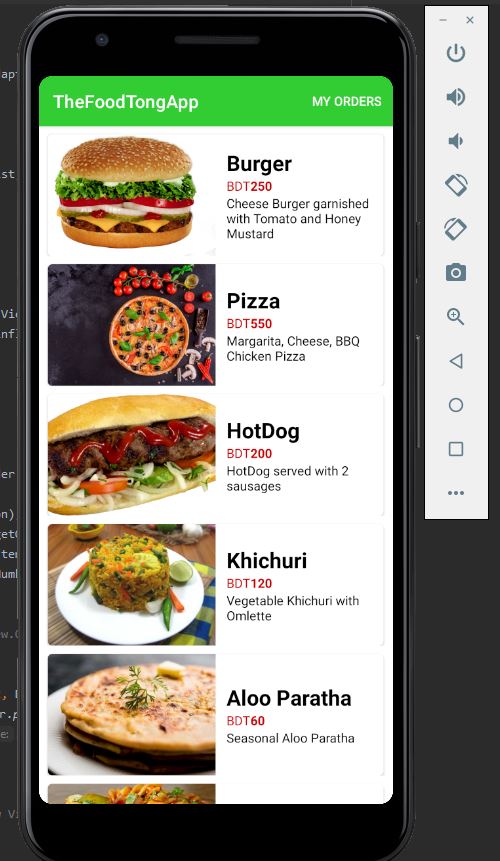 TheFoodTongApp
MY ORDERS
Burger
BDT250
Cheese Burger garnished
with Tomato and Honey
Mustard
Pizza
BDT550
Margarita, Cheese, BBQ
Chicken Pizza
HotDog
BDT200
HotDog served with 2
sausages
Khichuri
BDT120
Vegetable Khichuri with
Omlette
Aloo Paratha
BDT60
Seasonal Aloo Paratha